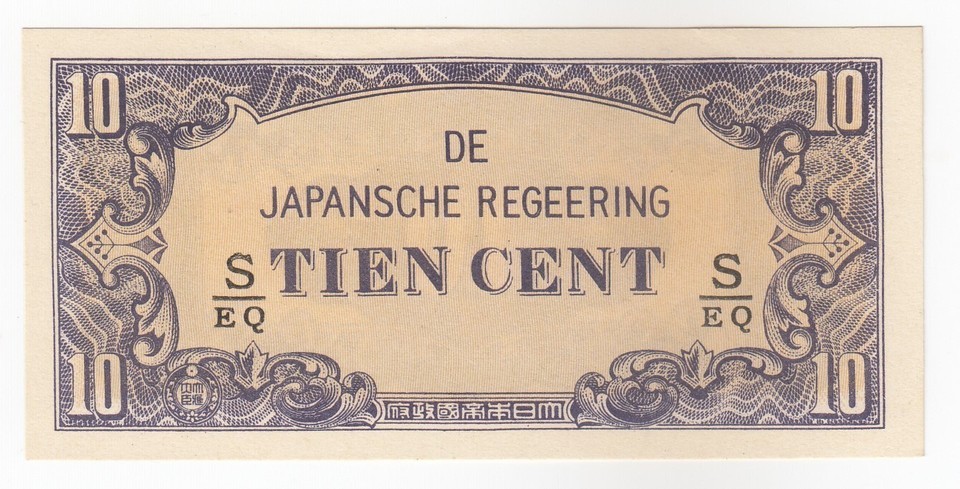 10 10
DE
JAPANSCHE REGEERING
TIEN CENT
S S
EQ EQ
10 10
大日本帝國政府